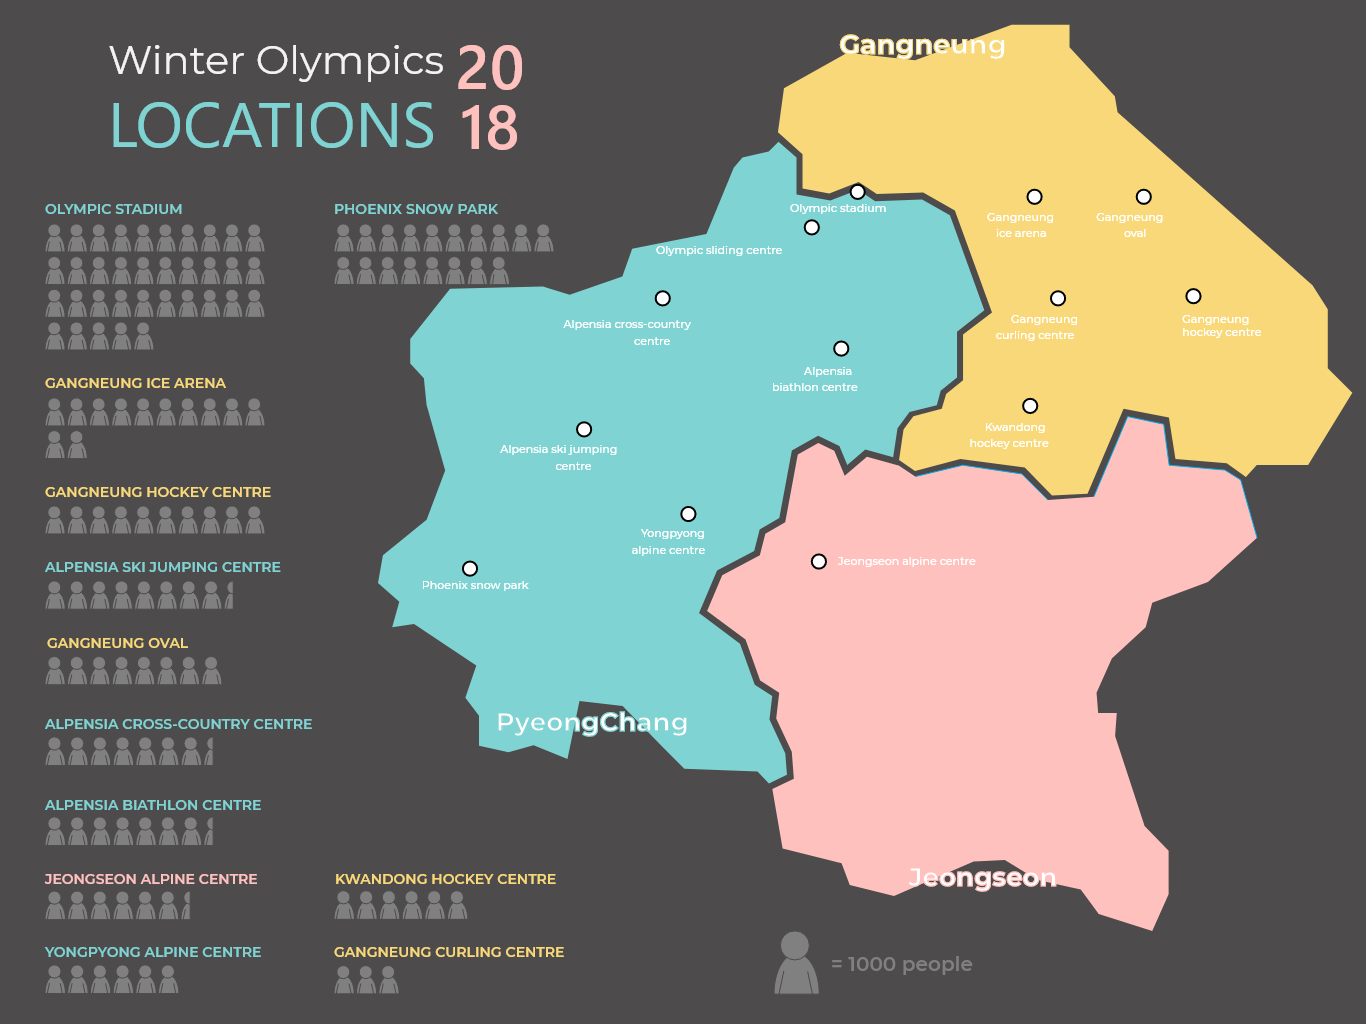 Winter Olympics 20
LOCATIONS 18
OLYMPIC STADIUM
PHOENIX SNOW PARK
GANGNEUNG ICE ARENA
GANGNEUNG HOCKEY CENTRE
ALPENSIA SKI JUMPING CENTRE
GANGNEUNG OVAL
ALPENSIA CROSS-COUNTRY CENTRE
ALPENSIA BIATHLON CENTRE
JEONGSEON ALPINE CENTRE
KWANDONG HOCKEY CENTRE
YONGPYONG ALPINE CENTRE
GANGNEUNG CURLING CENTRE
Gangneung
Olympic stadium
Gangneung
ice arena
Gangneung
oval
Olympic sliding centre
Alpensia cross-country
centre
Gangneung
curling centre
Gangneung
hockey centre
Alpensia
biathlon centre
Kwandong
hockey centre
Alpensia ski jumping
centre
Yongpyong
alpine centre
Phoenix snow park
Jeongseon alpine centre
PyeongChang
Jeongseon
= 1000 people